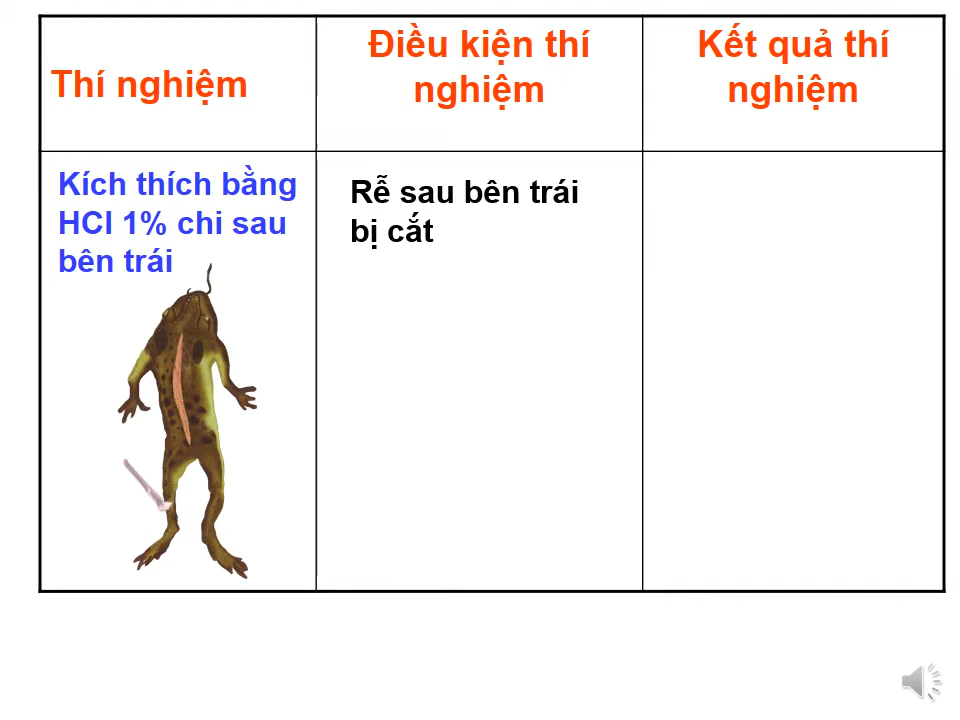 Thí nghiệm
Điều kiện thí
nghiệm
Kết quả thí
nghiệm
Kích thích bằng
HCl 1% chi sau
bên trái
Rễ sau bên trái
bị cắt